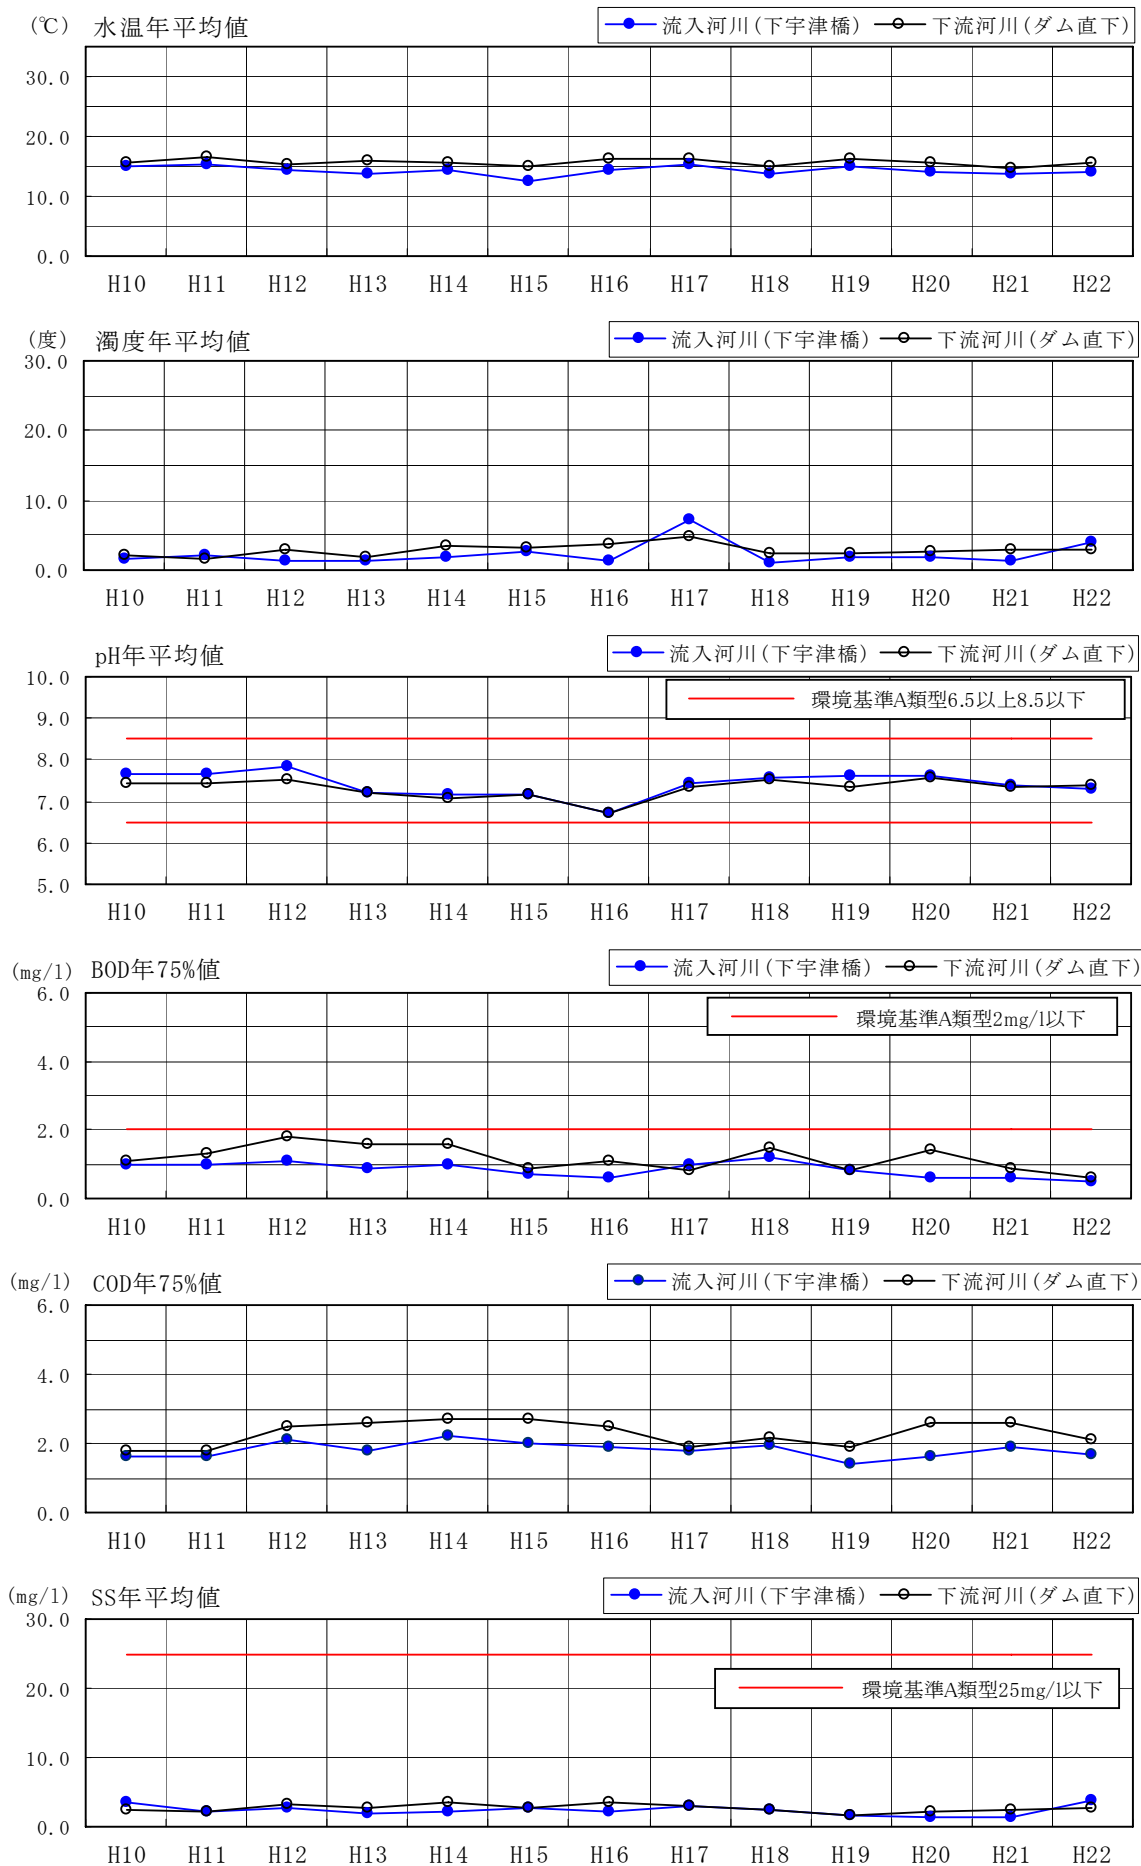 (℃) 水温年平均値
流入河川(下宇津橋) 下流河川(ダム直下)
30.0
20.0
10.0
0.0
H10 H11 H12 H13 H14 H15 H16 H17 H18 H19 H20 H21 H22
(度) 濁度年平均値
流入河川(下宇津橋) 下流河川(ダム直下)
30.0
20.0
10.0
0.0
H10 H11 H12 H13 H14 H15 H16 H17 H18 H19 H20 H21 H22
pH年平均値
流入河川(下宇津橋) 下流河川(ダム直下)
10.0
環境基準A類型6.5以上8.5以下
9.0
8.0
7.0
6.0
5.0
H10 H11 H12 H13 H14 H15 H16 H17 H18 H19 H20 H21 H22
(mg/l) BOD年75%値
流入河川(下宇津橋) 下流河川(ダム直下)
6.0
環境基準A類型2mg/l以下
4.0
2.0
0.0
H10 H11 H12 H13 H14 H15 H16 H17 H18 H19 H20 H21 H22
(mg/l) COD年75%値
流入河川(下宇津橋) 下流河川(ダム直下)
6.0
4.0
2.0
0.0
H10 H11 H12 H13 H14 H15 H16 H17 H18 H19 H20 H21 H22
(mg/l) SS年平均値
流入河川(下宇津橋) 下流河川(ダム直下)
30.0
20.0
環境基準A類型25mg/l以下
10.0
0.0
H10 H11 H12 H13 H14 H15 H16 H17 H18 H19 H20 H21 H22